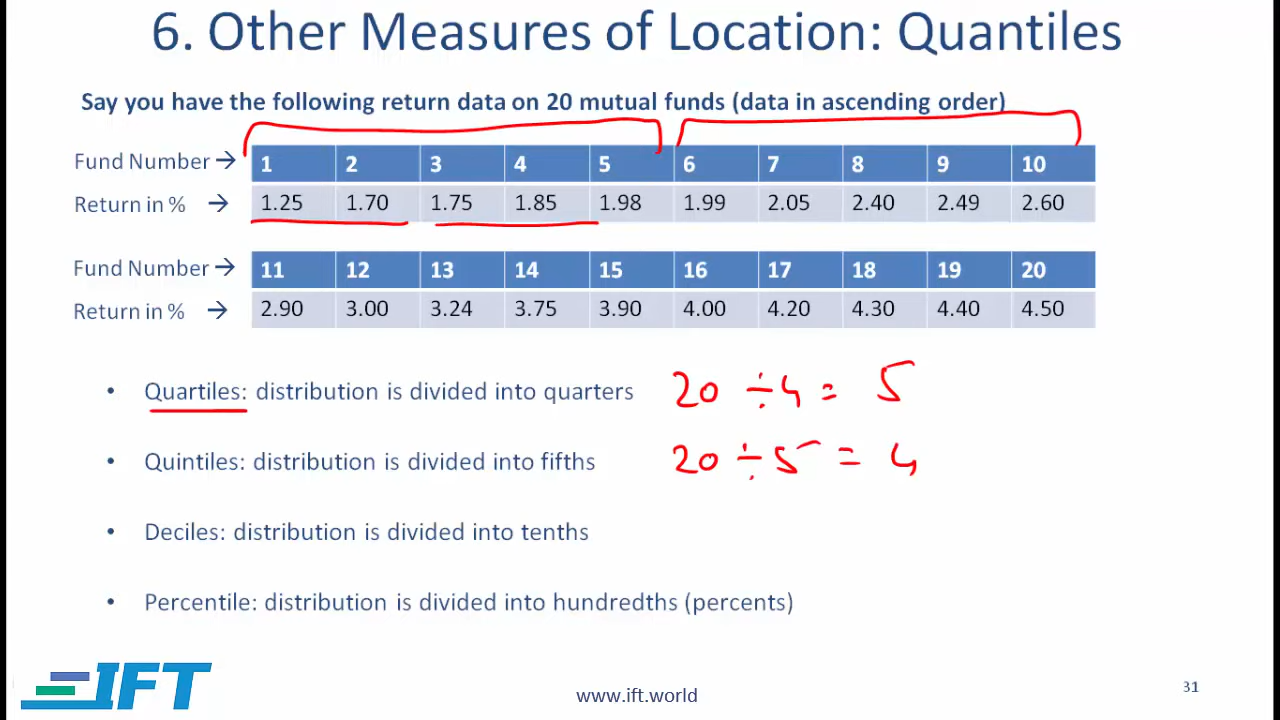 6. Other Measures of Location: Quantiles
Say you have the following return data on 20 mutual funds (data in ascending order)
Fund Number → 1 2 3 4 5 6 7 8 9 10
Return in % → 1.25 1.70 1.75 1.85 1.98 1.99 2.05 2.40 2.49 2.60
Fund Number → 11 12 13 14 15 16 17 18 19 20
Return in % → 2.90 3.00 3.24 3.75 3.90 4.00 4.20 4.30 4.40 4.50
• Quartiles: distribution is divided into quarters 20 ÷ 4 = 5
• Quintiles: distribution is divided into fifths 20 ÷ 5 = 4
• Deciles: distribution is divided into tenths
• Percentile: distribution is divided into hundredths (percents)
IFT
www.ift.world
31